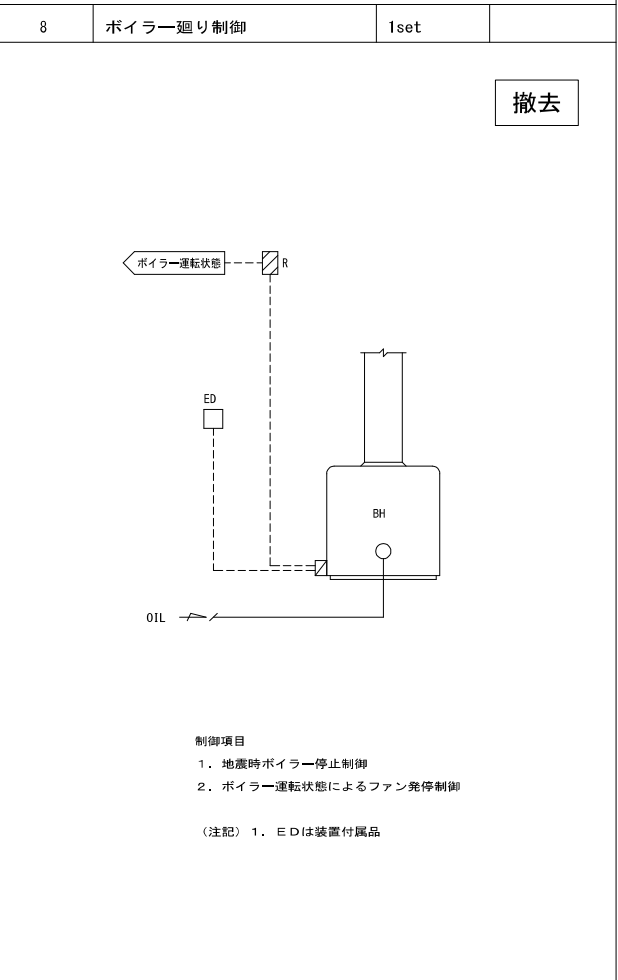 8 ボイラー廻り制御 1set
撤去
ボイラー運転状態 R
ED
BH
OIL
制御項目
１．地震時ボイラー停止制御
２．ボイラー運転状態によるファン発停制御
（注記）１．ＥＤは装置付属品